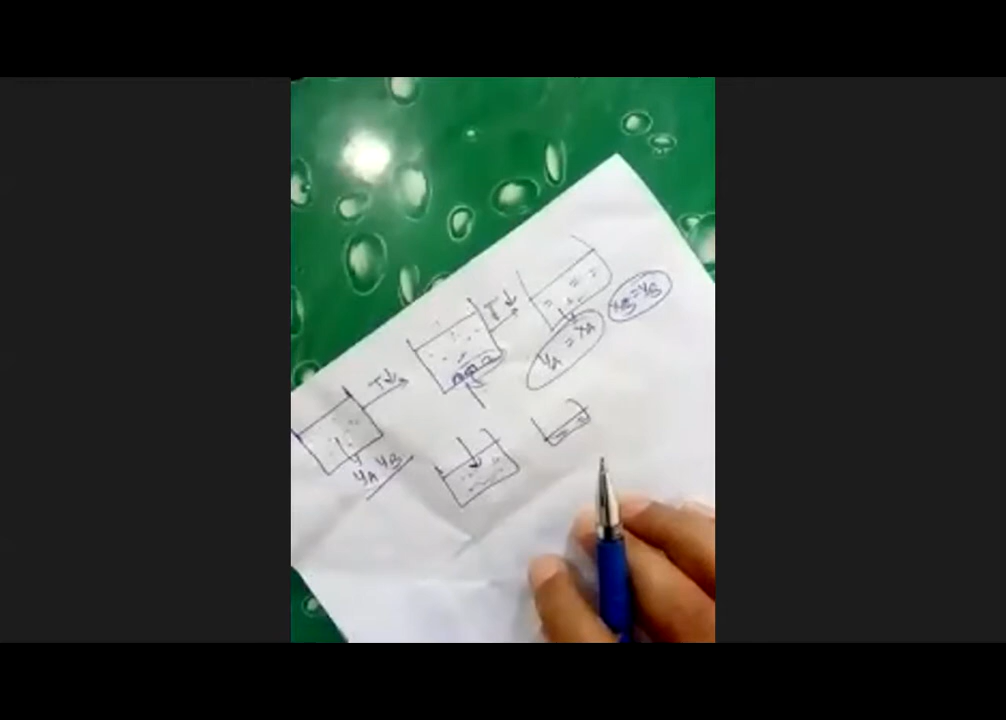 T↓
yA yB
T↓
yA = xA
xB = yB